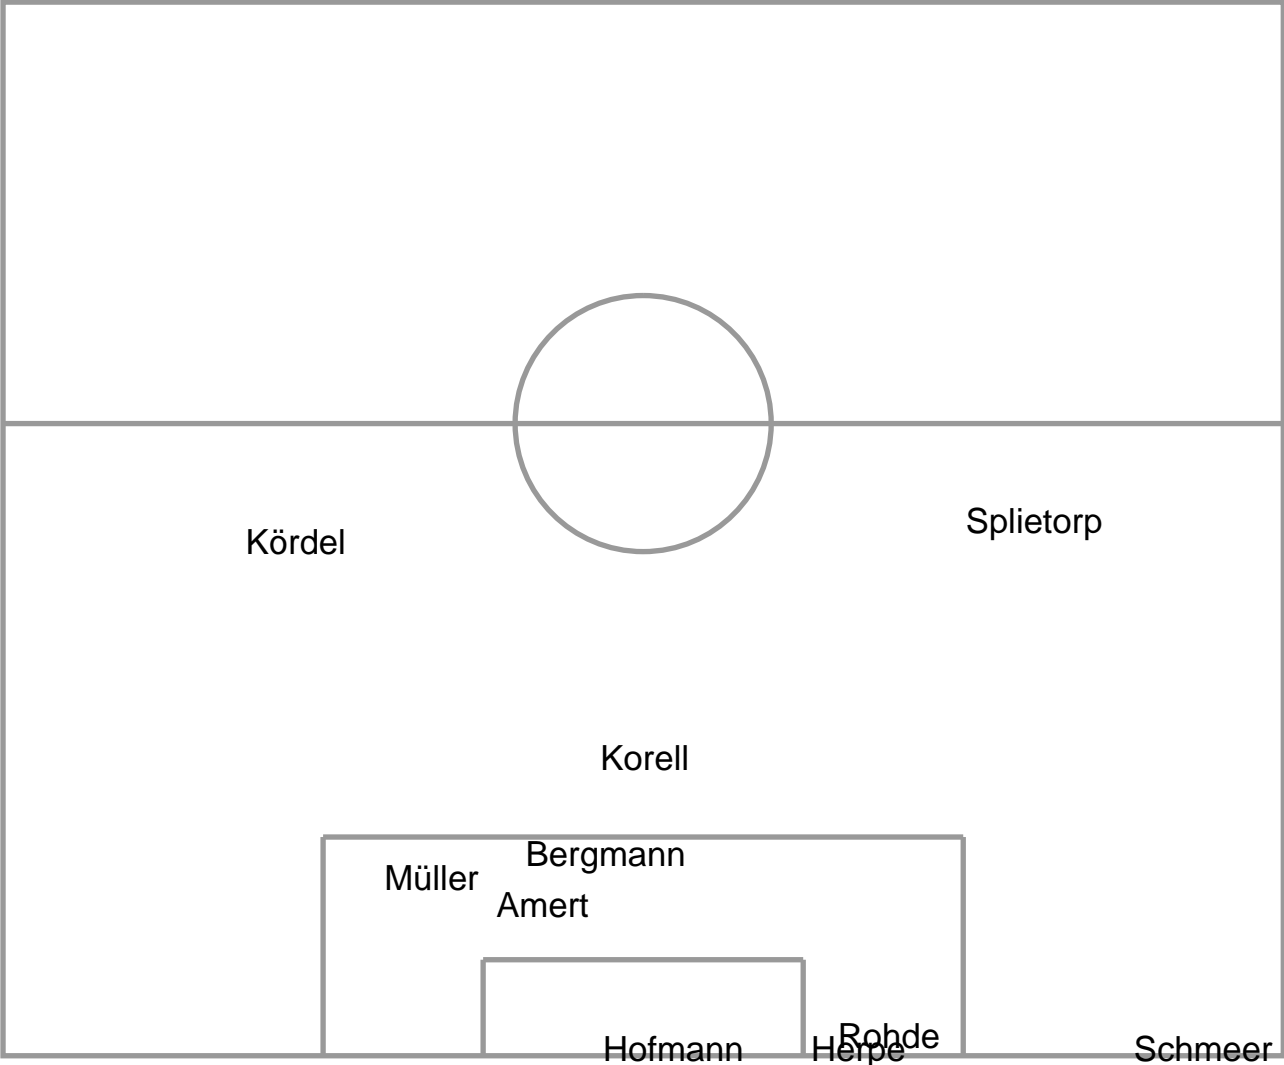 Splietorp
Kördel
Korell
Bergmann
Müller
Amert
Rohde
Hofmann
Herpe
Schmeer